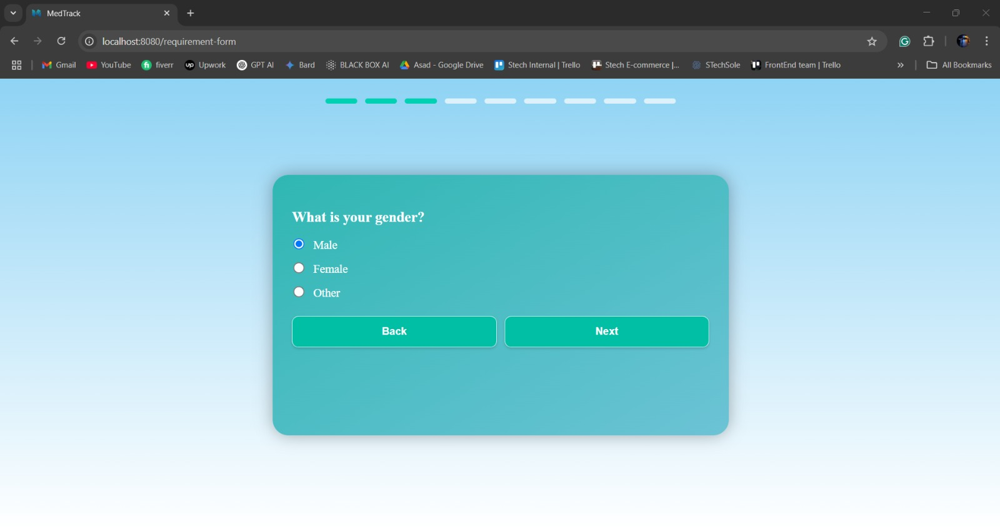 MedTrack
localhost:8080/requirement-form
Gmail YouTube fiverr Upwork GPT AI Bard BLACK BOX AI Asad - Google Drive Stech Internal | Trello Stech E-commerce |... STechSole FrontEnd team | Trello » All Bookmarks
What is your gender?
Male
Female
Other
Back Next